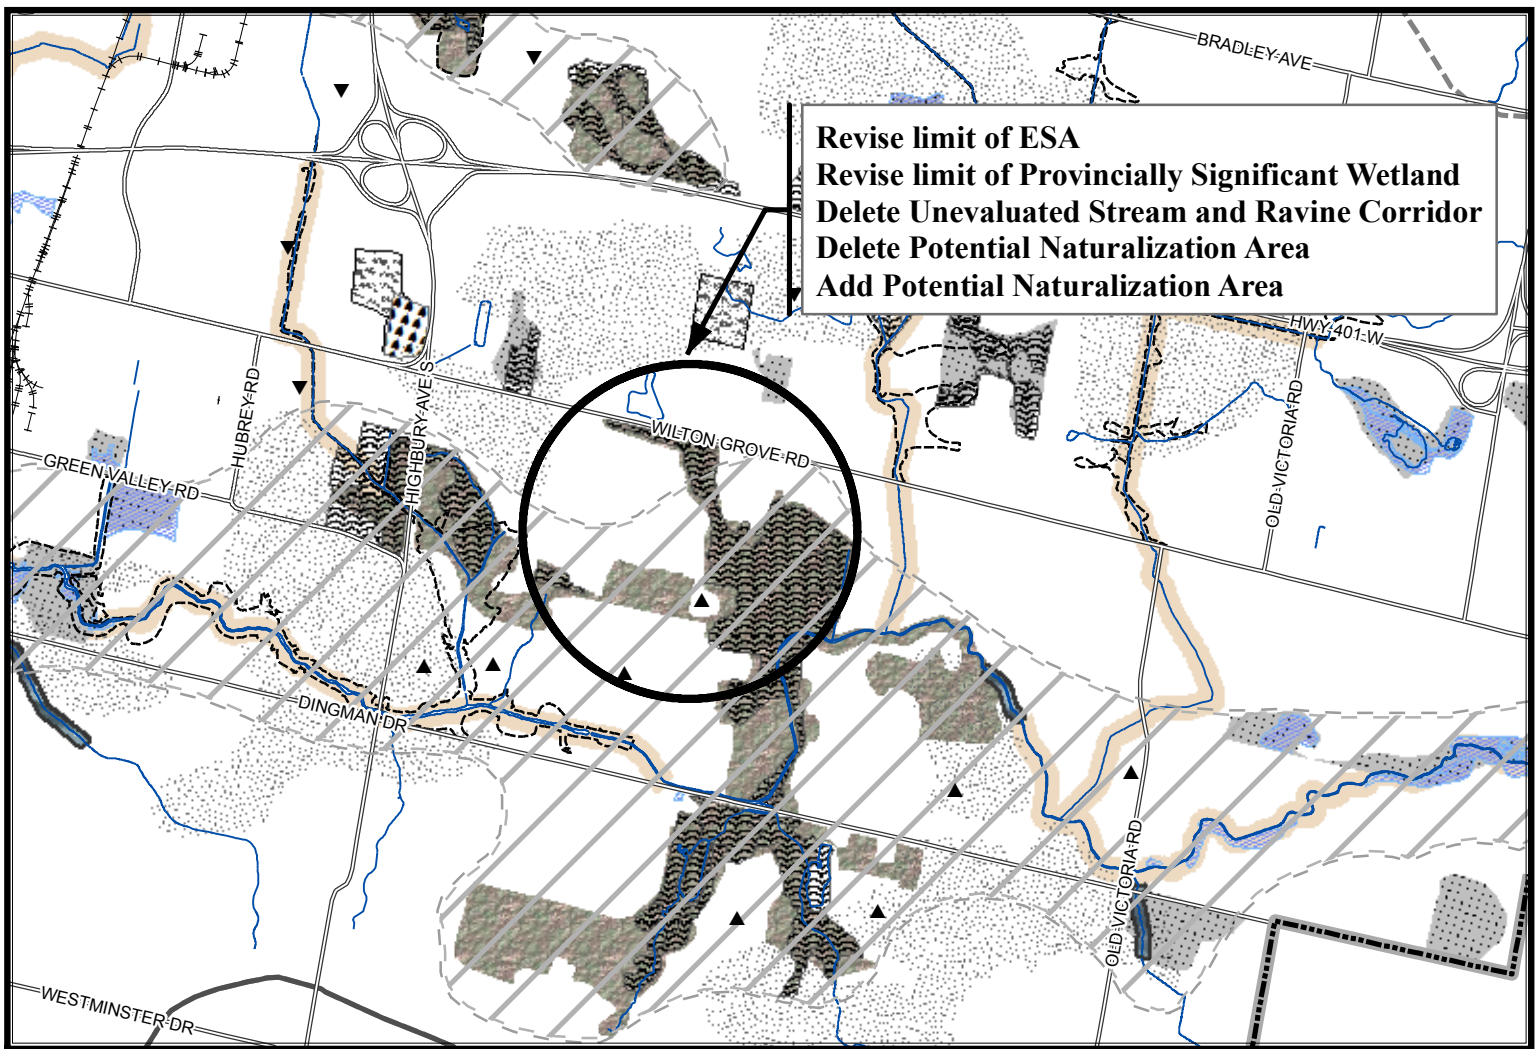 BRADLEY AVE
Revise limit of ESA
Revise limit of Provincially Significant Wetland
Delete Unevaluated Stream and Ravine Corridor
Delete Potential Naturalization Area
Add Potential Naturalization Area
HWY 401 W
HUBREY RD
HIGHBURY AVE S
WILTON GROVE RD
OLD VICTORIA RD
GREEN VALLEY RD
DINGMAN DR
OLD VICTORIA RD
WESTMINSTER DR